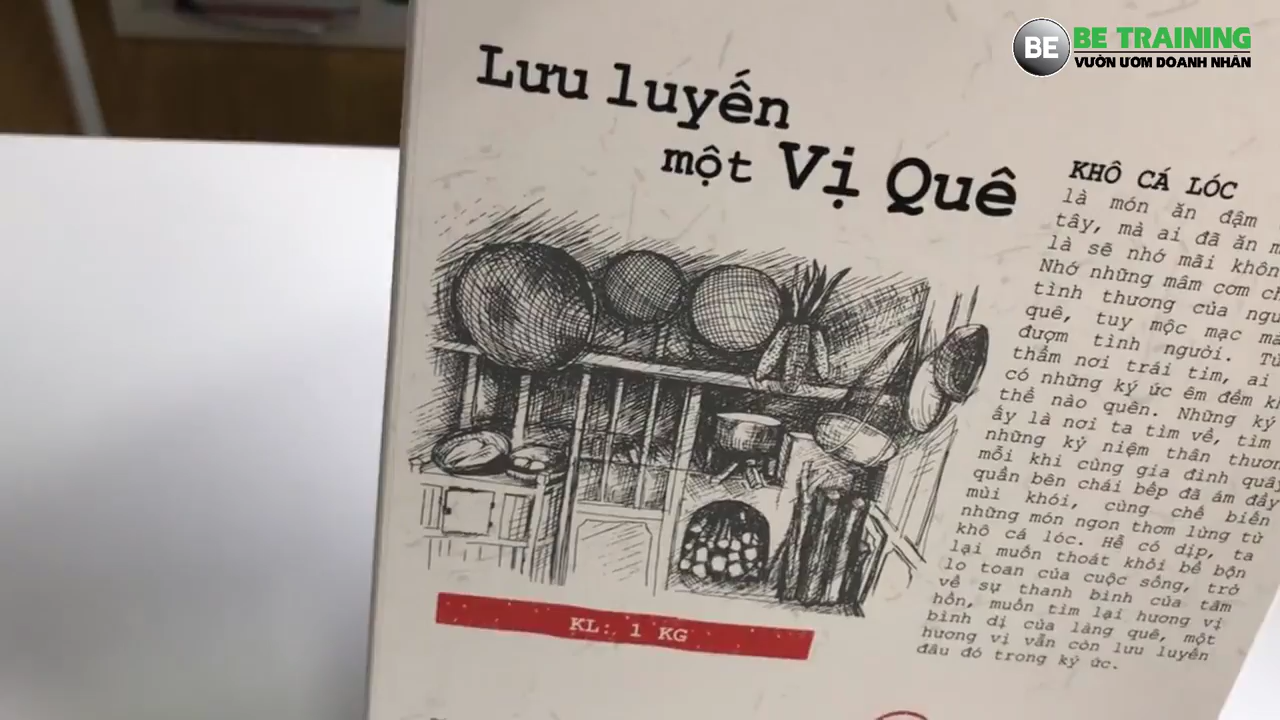 BE
BE TRAINING
VƯỜN ƯƠM DOANH NHÂN
Lưu luyến
một Vị Quê
KHÔ CÁ LÓC
là món ăn đậm
tây, mà ai đã ăn
là sẽ nhớ mãi
Nhớ những mâm cơm
tình thương của
quê, tuy mộc mạc
đượm tình người.
thẳm nơi trái tim, ai
có những ký ức êm đềm
thể nào quên. Những ký
ấy là nơi ta tìm về, tìm
những kỷ niệm thân
mỗi khi cùng gia đình
quần bên chái bếp đã ám đầy
mùi khói, cùng chế biến
những món ngon thơm lừng từ
khô cá lóc. Hễ có dịp, ta
lại muốn thoát khỏi bề bộn
lo toan của cuộc sống, trở
về sự thanh bình của tâm
hồn, muốn tìm lại hương vị
bình dị của làng quê, một
hương vị vẫn còn lưu luyến
đâu đó trong ký ức.
KL: 1 KG